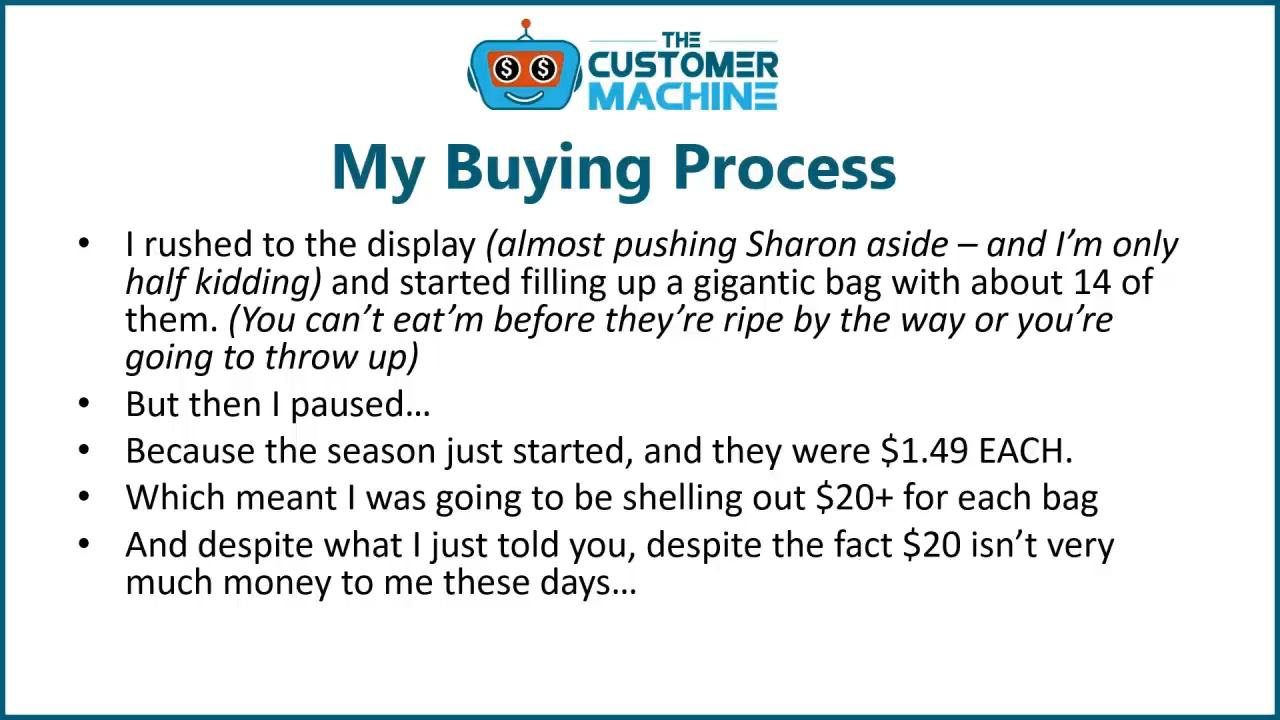 THE
CUSTOMER
MACHINE
My Buying Process
• I rushed to the display (almost pushing Sharon aside – and I’m only
half kidding) and started filling up a gigantic bag with about 14 of
them. (You can’t eat’m before they’re ripe by the way or you’re
going to throw up)
• But then I paused…
• Because the season just started, and they were $1.49 EACH.
• Which meant I was going to be shelling out $20+ for each bag
• And despite what I just told you, despite the fact $20 isn’t very
much money to me these days…